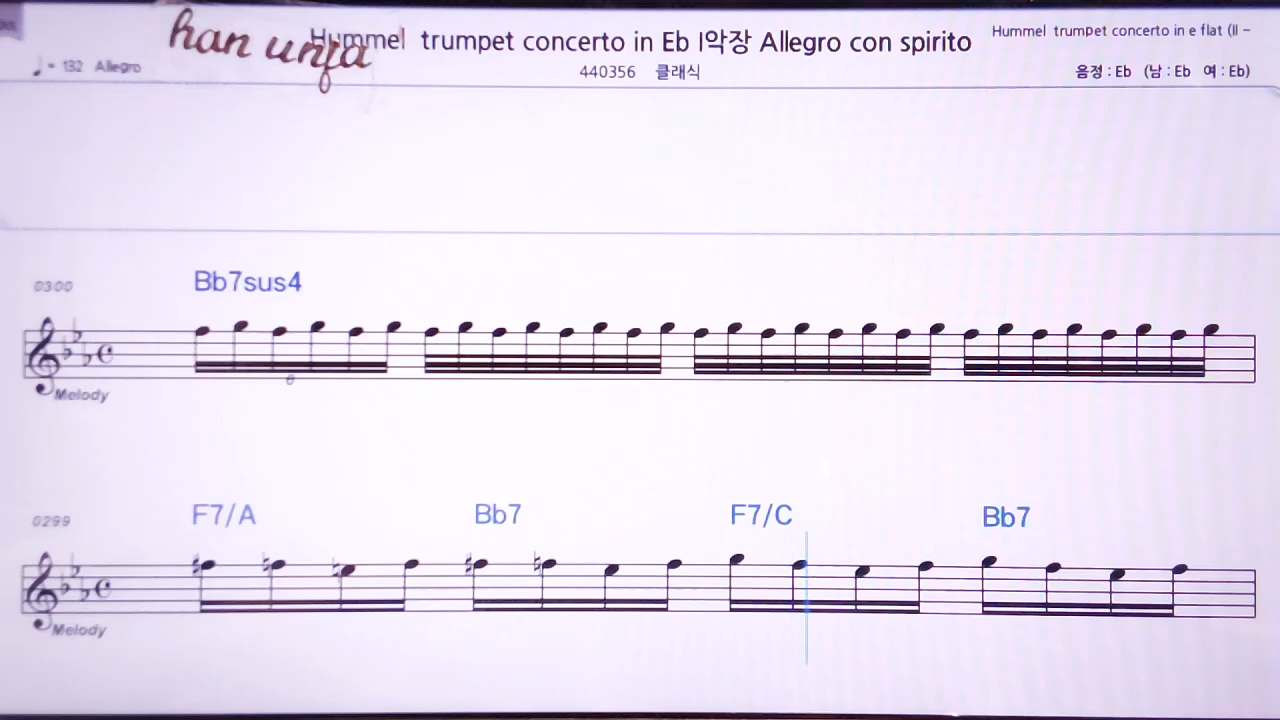 han unfa
Hummel trumpet concerto in Eb I악장 Allegro con spirito
Hummel trumpet concerto in e flat (II ~
♩ = 132 Allegro
440356 클래식
음정 : Eb (남 : Eb 여 : Eb)
0300
Bb7sus4
6
Melody
0299
F7/A Bb7 F7/C Bb7
Melody